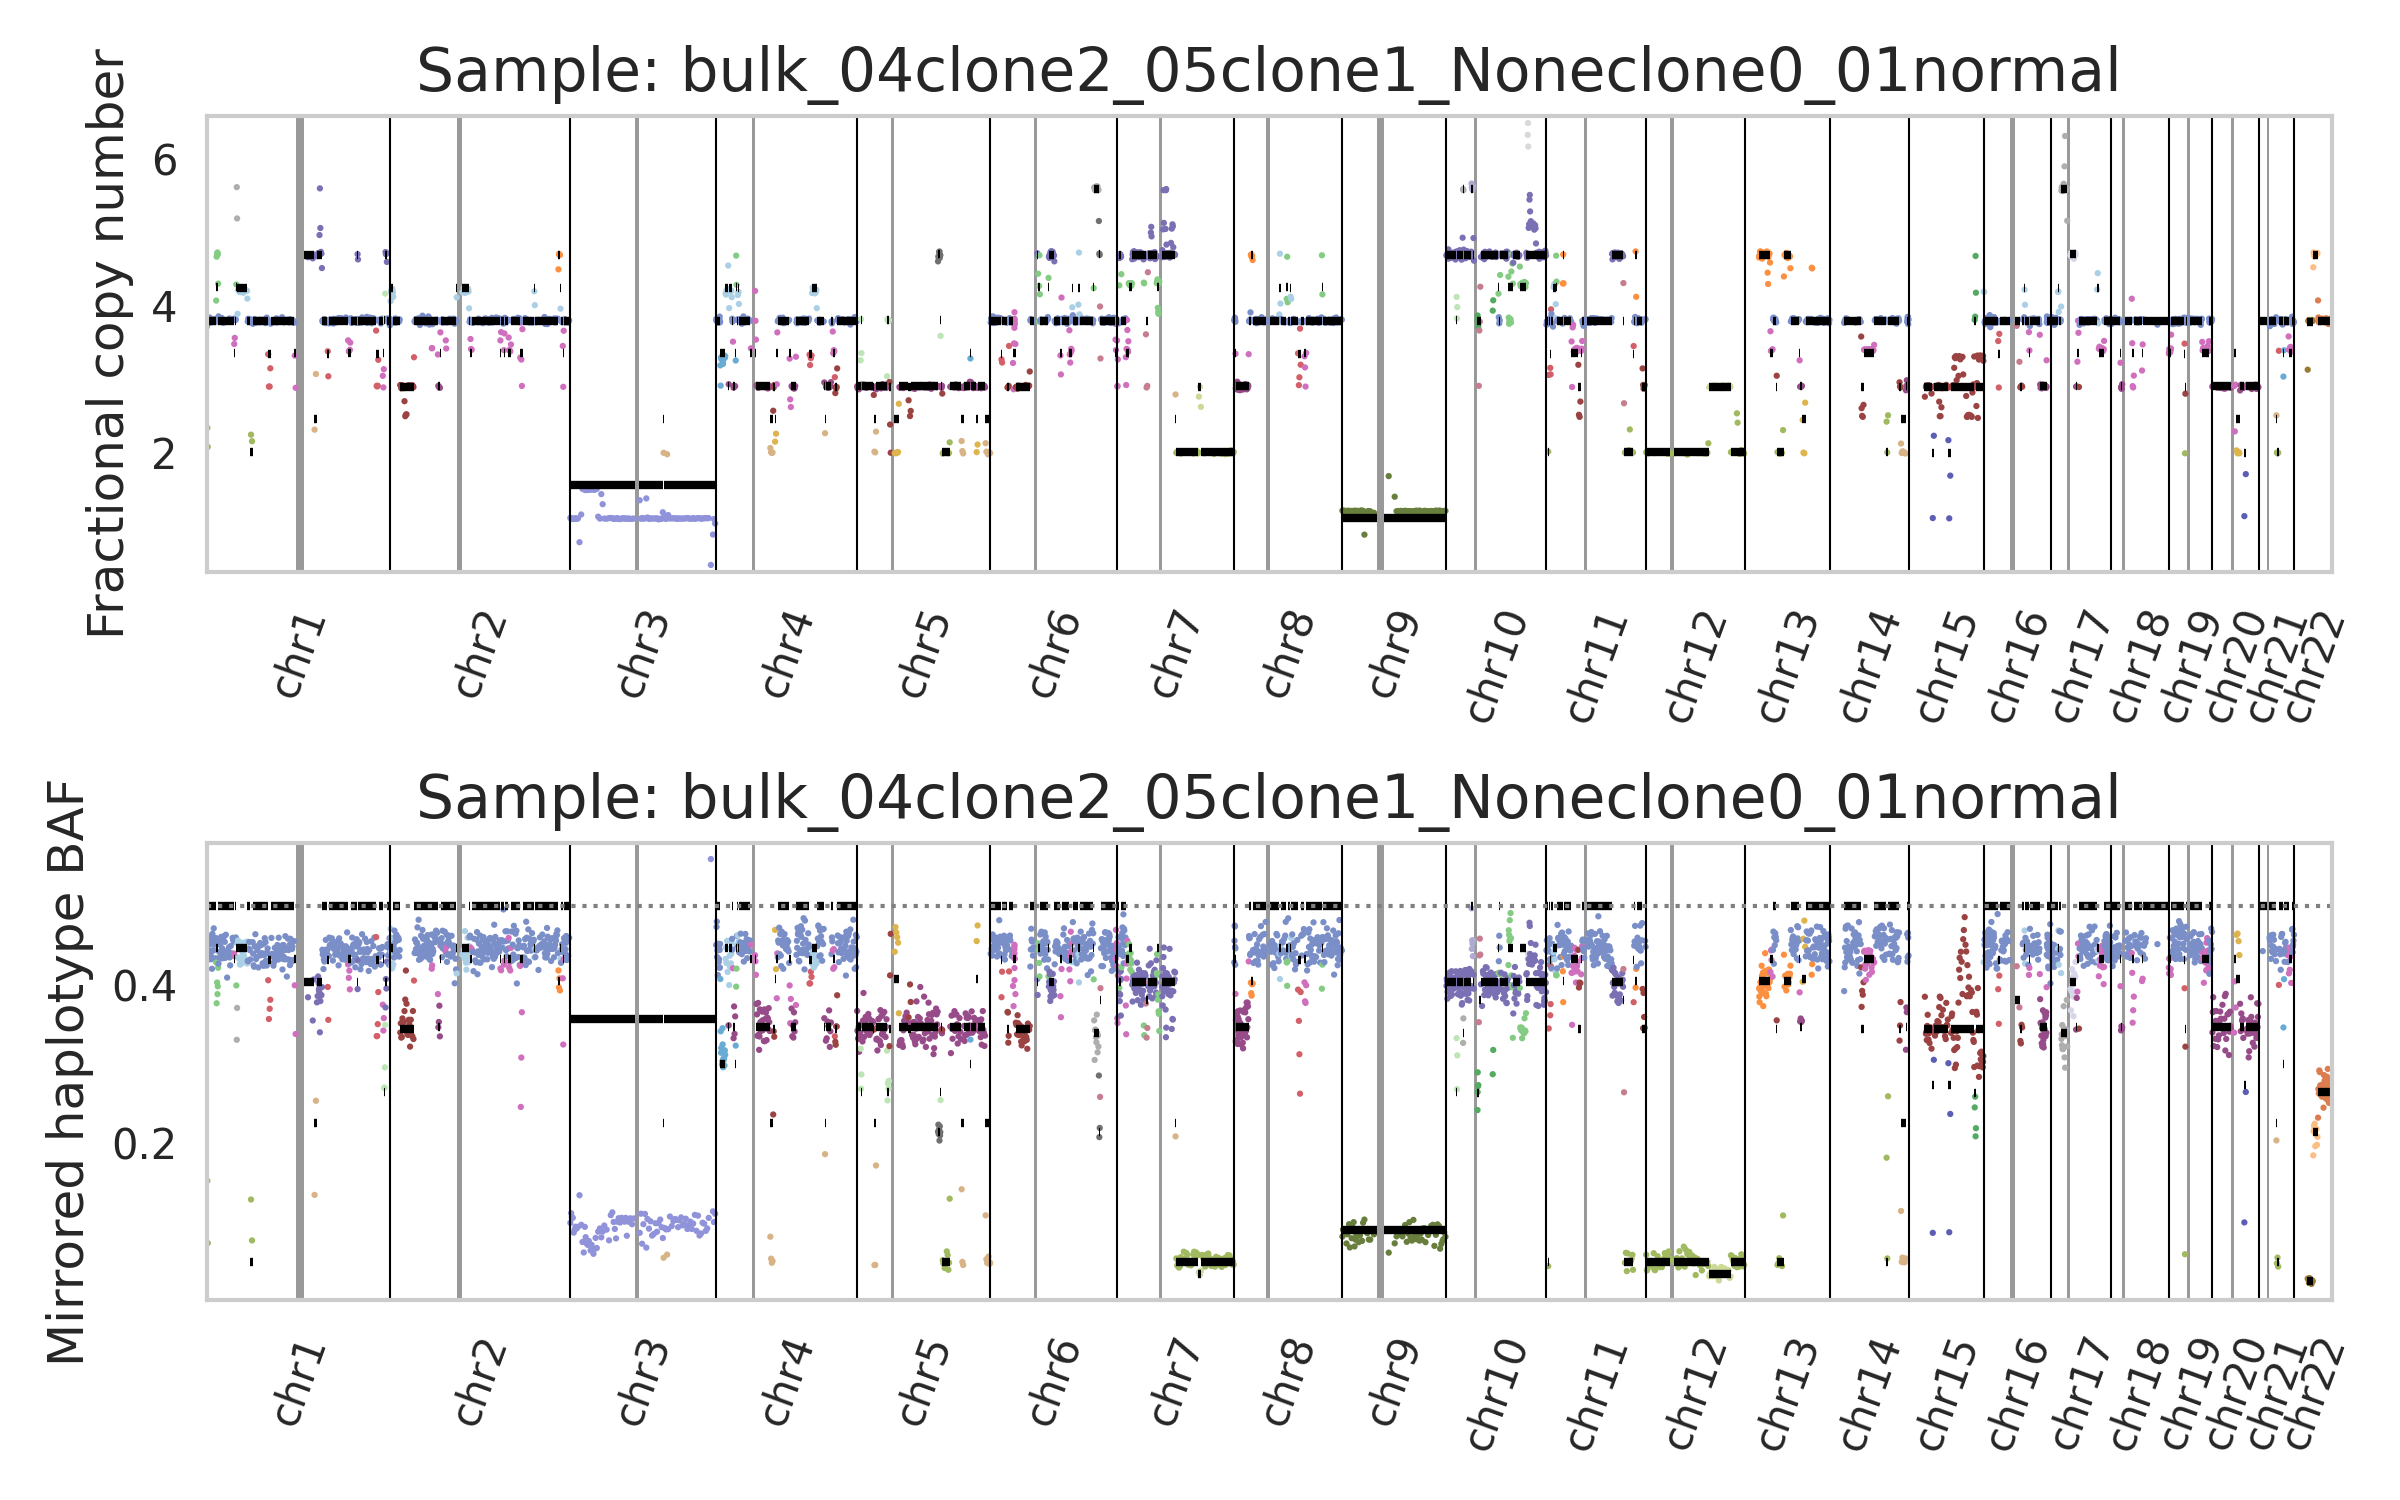 Sample: bulk_04clone2_05clone1_Noneclone0_01normal
Fractional copy number
6
4
2
chr1
chr2
chr3
chr4
chr5
chr6
chr7
chr8
chr9
chr10
chr11
chr12
chr13
chr14
chr15
chr16
chr17
chr18
chr19
chr20
chr21
chr22
Sample: bulk_04clone2_05clone1_Noneclone0_01normal
Mirrored haplotype BAF
0.4
0.2
chr1
chr2
chr3
chr4
chr5
chr6
chr7
chr8
chr9
chr10
chr11
chr12
chr13
chr14
chr15
chr16
chr17
chr18
chr19
chr20
chr21
chr22